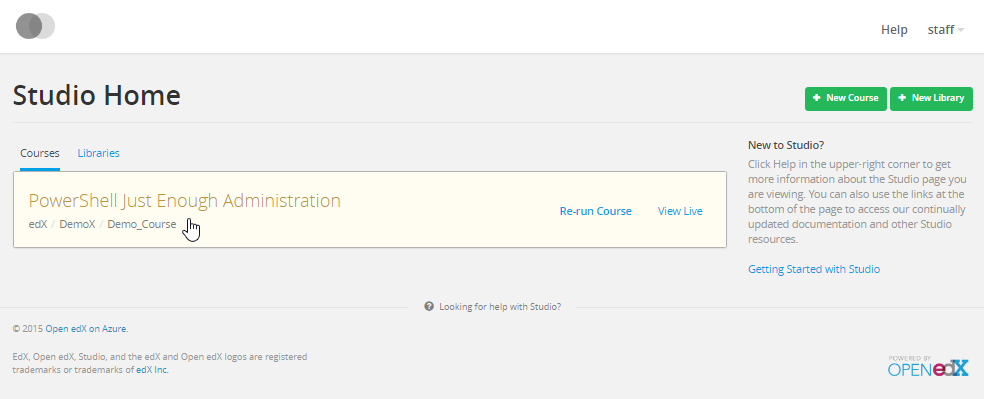 Help staff
Studio Home
+ New Course + New Library
Courses Libraries
PowerShell Just Enough Administration
edX / DemoX / Demo_Course
Re-run Course View Live
New to Studio?
Click Help in the upper-right corner to get
more information about the Studio page you
are viewing. You can also use the links at the
bottom of the page to access our continually
updated documentation and other Studio
resources.
Getting Started with Studio
? Looking for help with Studio?
© 2015 Open edX on Azure.
EdX, Open edX, Studio, and the edX and Open edX logos are registered
trademarks or trademarks of edX Inc.
POWERED BY
OPEN edX